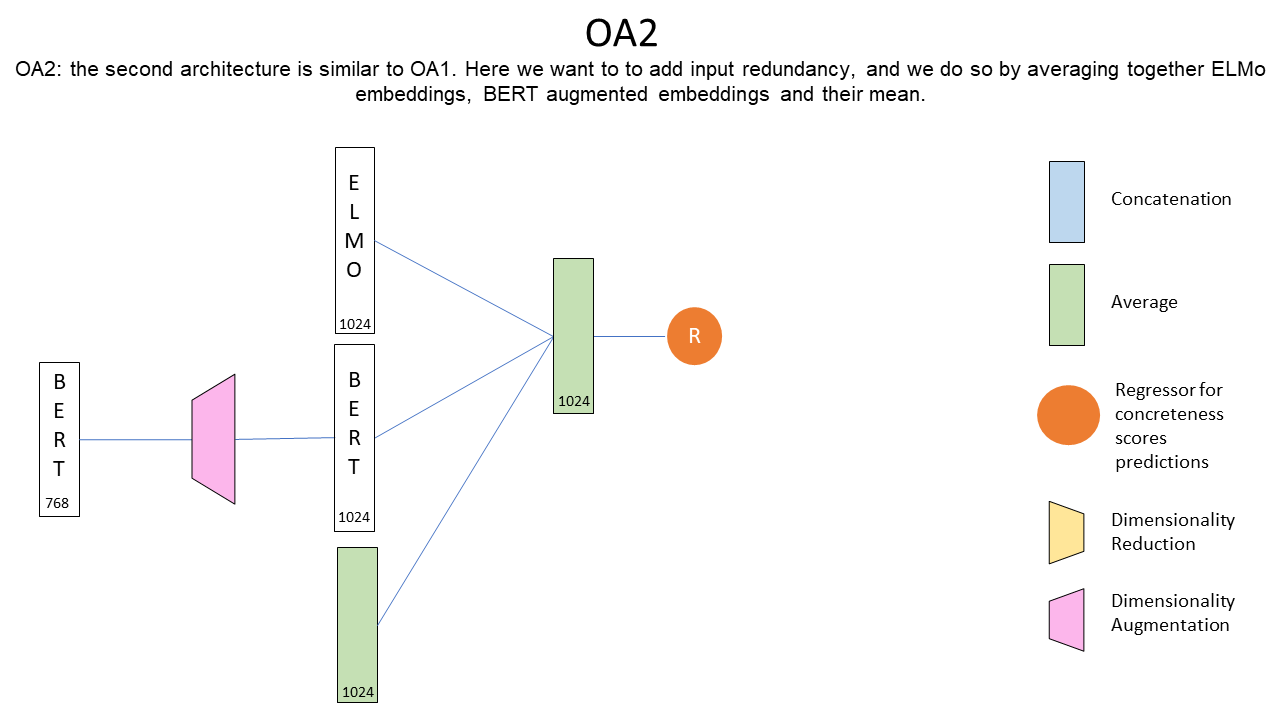 OA2
OA2: the second architecture is similar to OA1. Here we want to to add input redundancy, and we do so by averaging together ELMo
embeddings, BERT augmented embeddings and their mean.
E
L
M
O
1024
B
E
R
T
768
B
E
R
T
1024
1024
1024
R
Concatenation
Average
Regressor for
concreteness
scores
predictions
Dimensionality
Reduction
Dimensionality
Augmentation